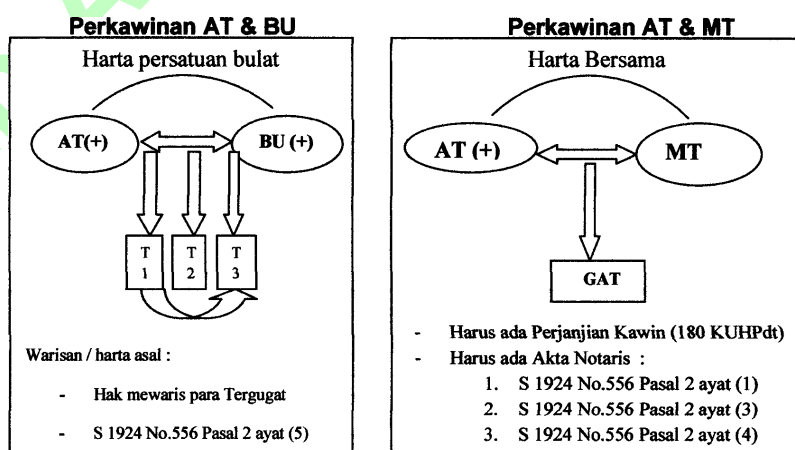 Perkawinan AT & BU
Harta persatuan bulat
AT(+)
BU (+)
T
1
T
2
T
3
Warisan / harta asal :
- Hak mewaris para Tergugat
- S 1924 No.556 Pasal 2 ayat (5)
Perkawinan AT & MT
Harta Bersama
AT (+)
MT
GAT
- Harus ada Perjanjian Kawin (180 KUHPdt)
- Harus ada Akta Notaris :
1. S 1924 No.556 Pasal 2 ayat (1)
2. S 1924 No.556 Pasal 2 ayat (3)
3. S 1924 No.556 Pasal 2 ayat (4)